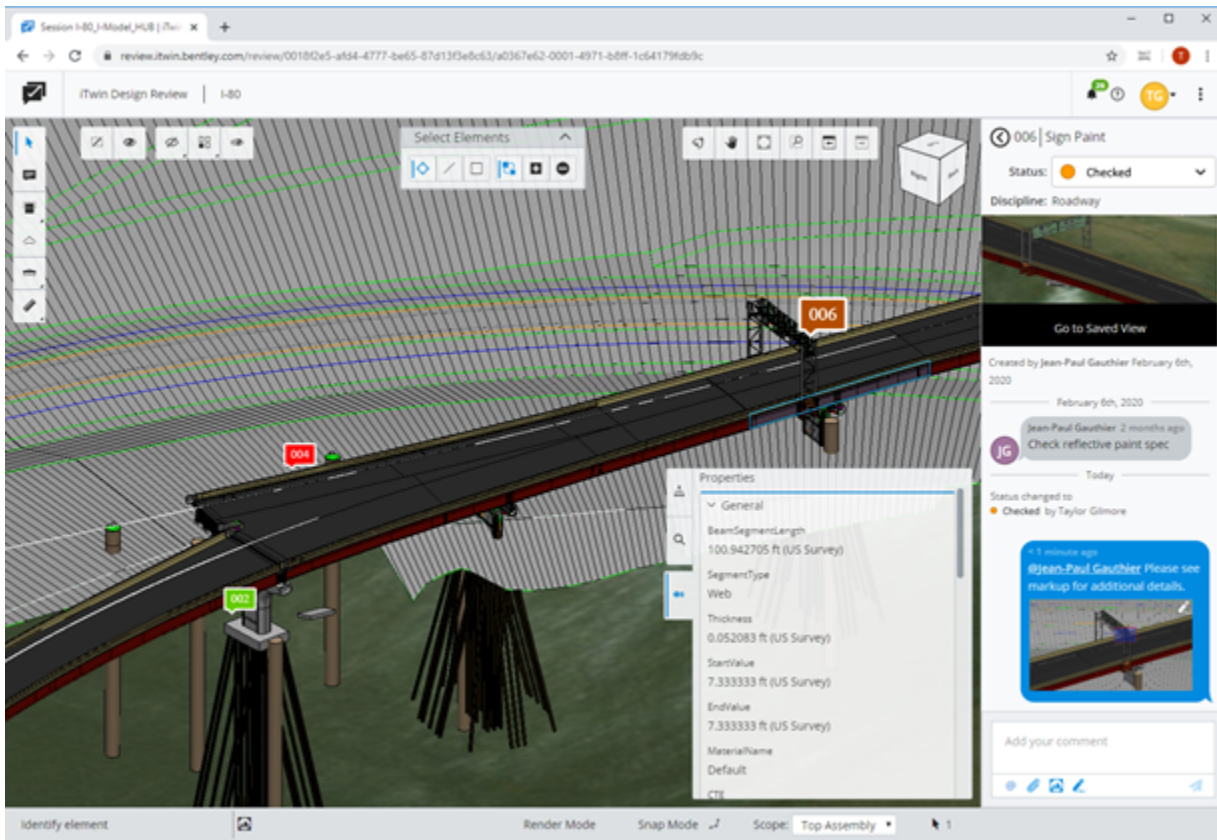 Session I-80_I-Model_HUB | iTwin
review.itwin.bentley.com/review/0018f2e5-afd4-4777-be65-87d13f3e8c63/a0367e62-0001-4971-b8ff-1c64179fdb9c
T
iTwin Design Review
I-80
TG
Select Elements
Right
006 | Sign Paint
Status:
Checked
Discipline: Roadway
Go to Saved View
Created by Jean-Paul Gauthier February 6th,
2020
February 6th, 2020
Jean-Paul Gauthier 2 months ago
JG
Check reflective paint spec
Today
Status changed to
Checked by Taylor Gilmore
< 1 minute ago
@Jean-Paul Gauthier Please see
markup for additional details.
Add your comment
006
004
002
Properties
General
BeamSegmentLength
100.942705 ft (US Survey)
SegmentType
Web
Thickness
0.052083 ft (US Survey)
StartValue
7.333333 ft (US Survey)
EndValue
7.333333 ft (US Survey)
MaterialName
Default
CTE
Identify element
Render Mode
Snap Mode
Scope:
Top Assembly
1